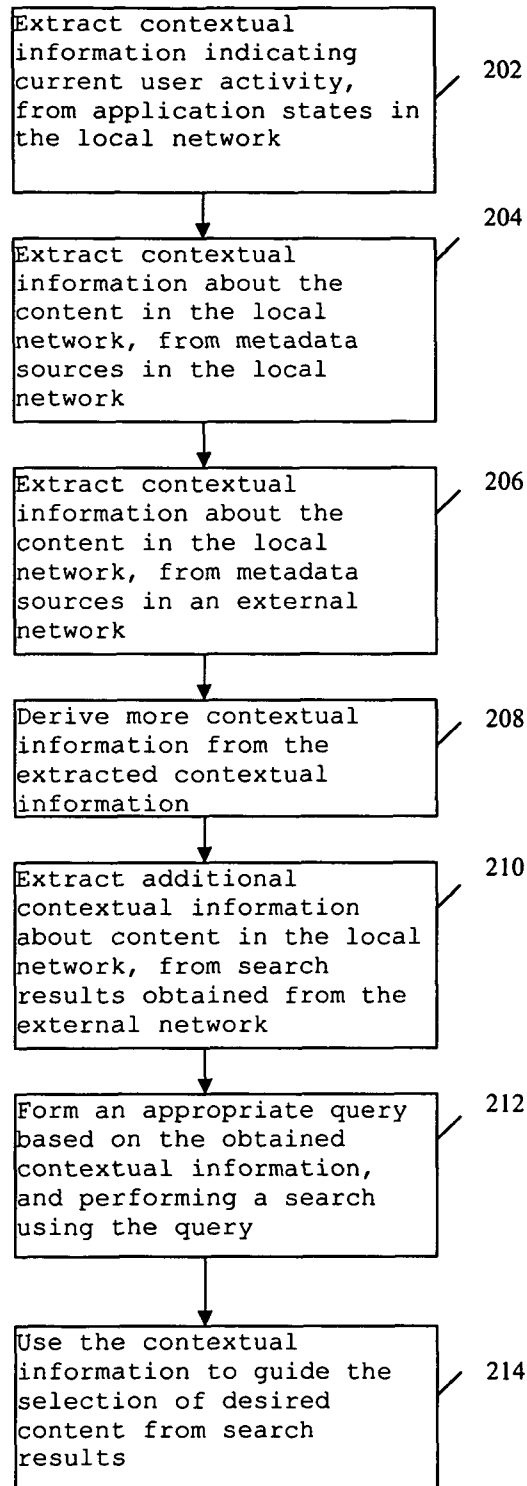 Extract contextual
information indicating
current user activity,
from application states in
the local network
202
Extract contextual
information about the
content in the local
network, from metadata
sources in the local
network
204
Extract contextual
information about the
content in the local
network, from metadata
sources in an external
network
206
Derive more contextual
information from the
extracted contextual
information
208
Extract additional
contextual information
about content in the local
network, from search
results obtained from the
external network
210
Form an appropriate query
based on the obtained
contextual information,
and performing a search
using the query
212
Use the contextual
information to guide the
selection of desired
content from search
results
214